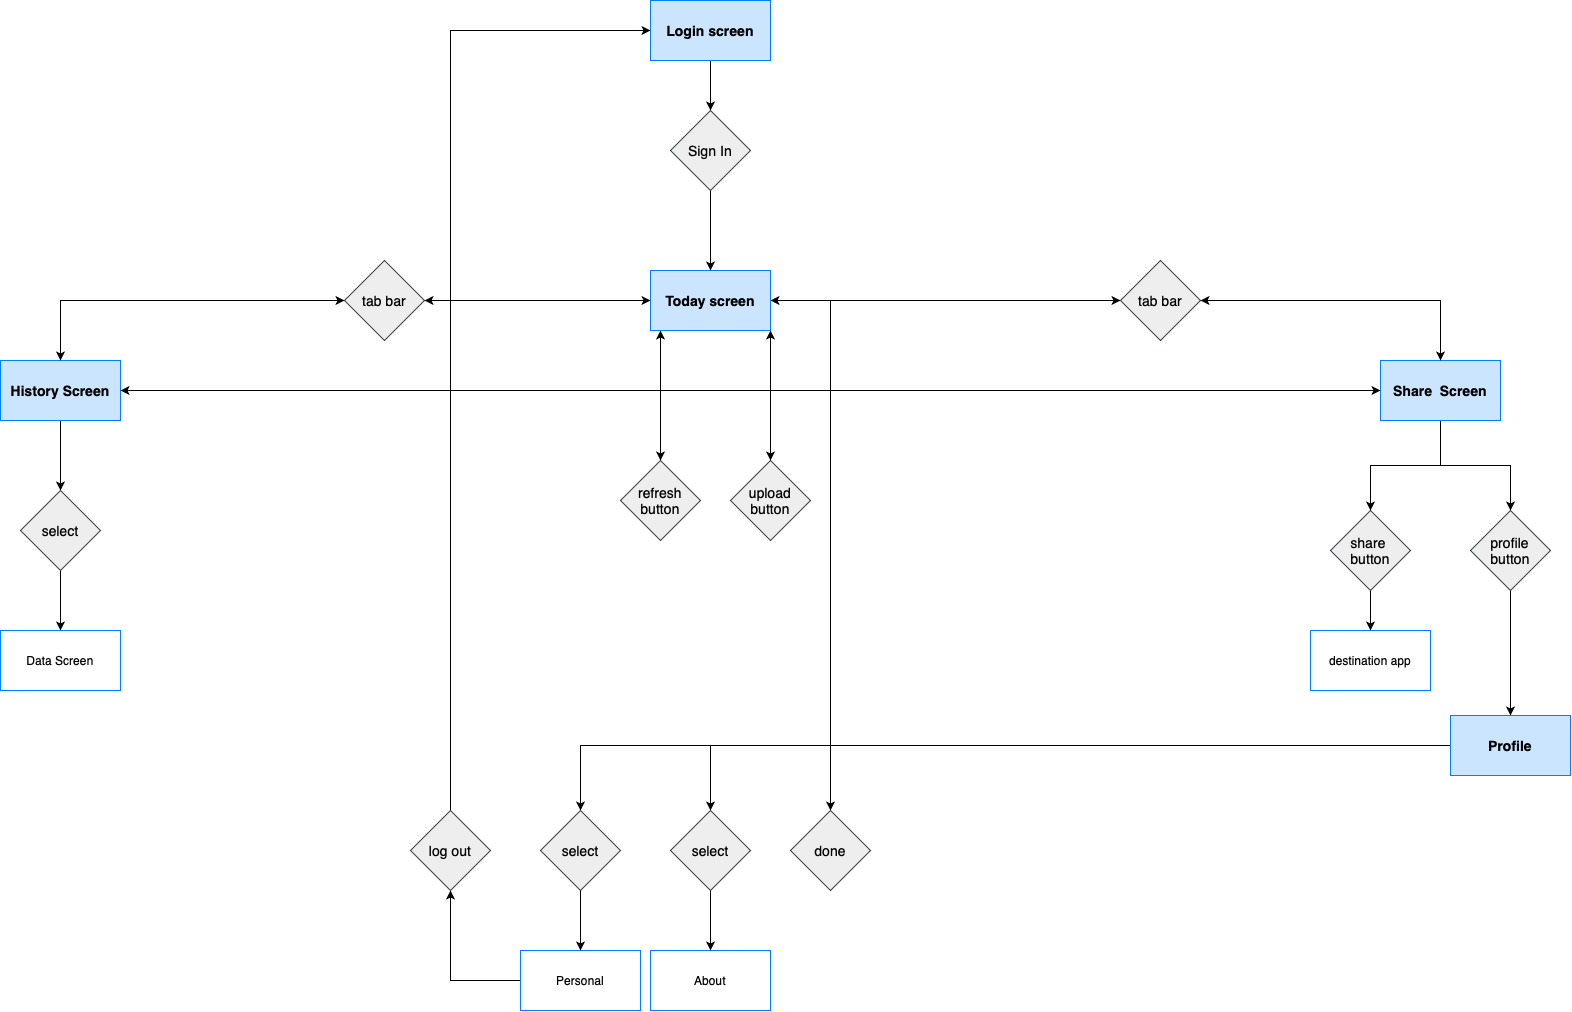 Login screen
Sign In
tab bar
Today screen
tab bar
History Screen
Share  Screen
refresh
button
upload
button
select
share
button
profile
button
Data Screen
destination app
Profile
log out
select
select
done
Personal
About